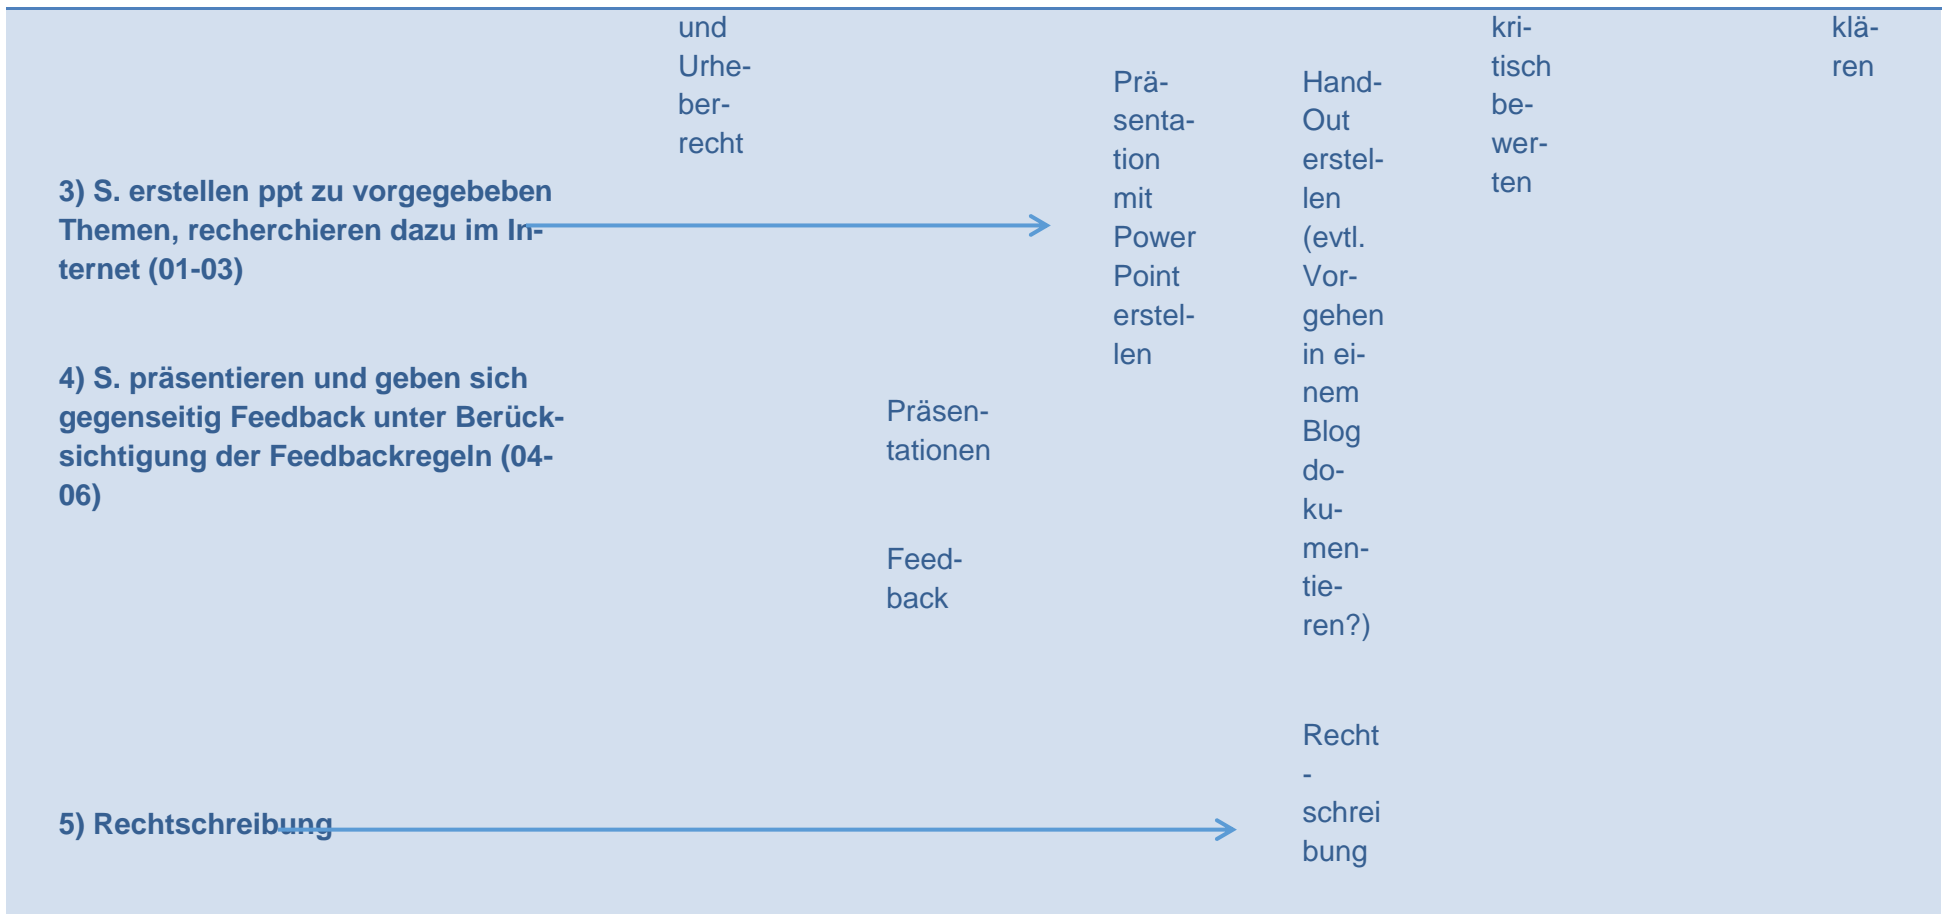 und
Urhe-
ber-
recht
3) S. erstellen ppt zu vorgegebeben
Themen, recherchieren dazu im In-
ternet (01-03)
4) S. präsentieren und geben sich
gegenseitig Feedback unter Berück-
sichtigung der Feedbackregeln (04-
06)
5) Rechtschreibung
Präsen-
tationen
Feed-
back
Prä-
senta-
tion
mit
Power
Point
erstel-
len
Hand-
Out
erstel-
len
(evtl.
Vor-
gehen
in ei-
nem
Blog
do-
ku-
men-
tie-
ren?)
Recht
-
schrei
bung
kri-
tisch
be-
wer-
ten
klä-
ren